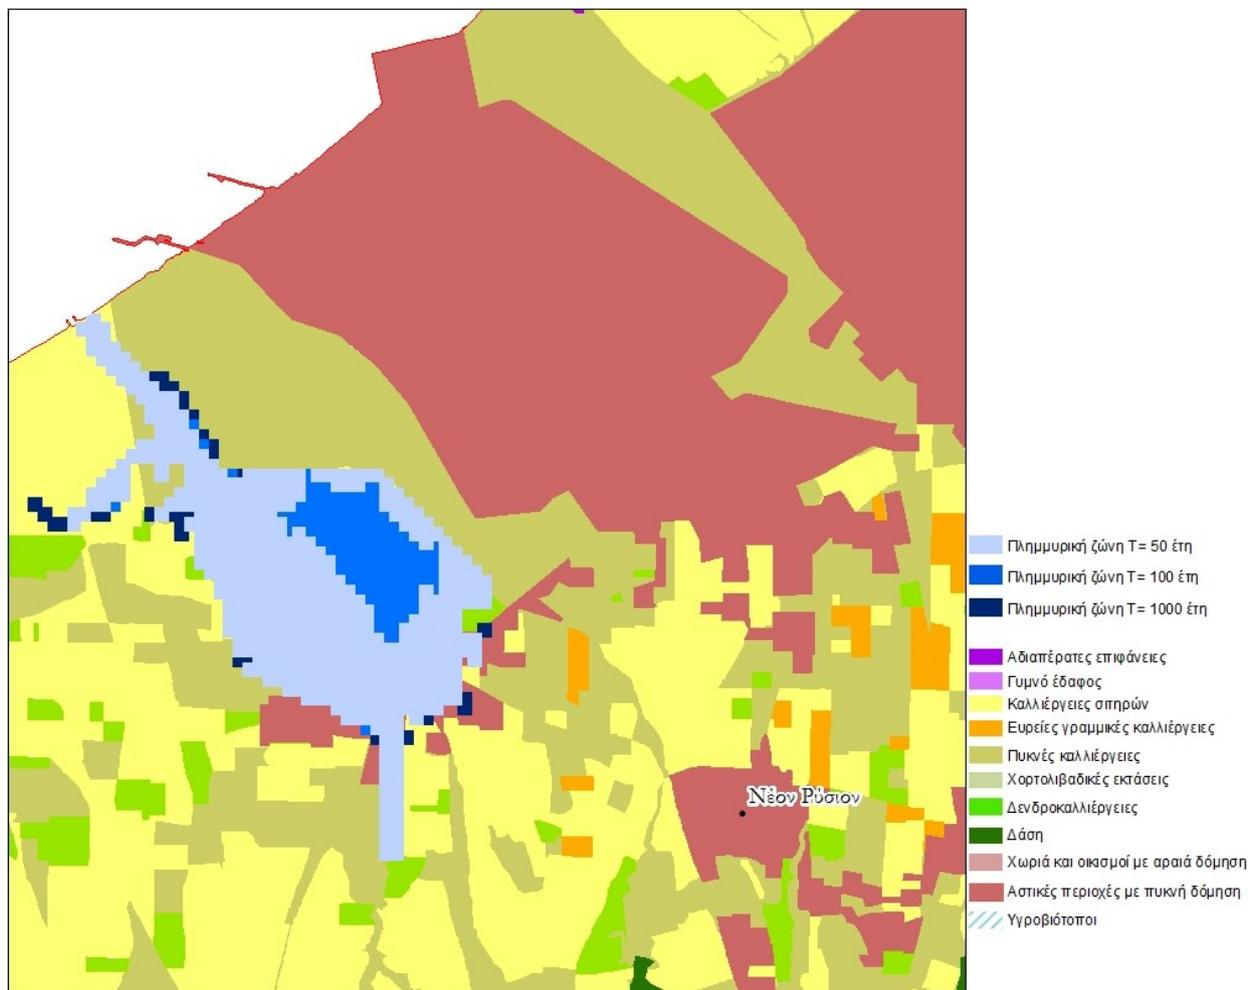 Πλημμυρική ζώνη T= 50 έτη
Πλημμυρική ζώνη T= 100 έτη
Πλημμυρική ζώνη T= 1000 έτη
Αδιαπέρατες επιφάνειες
Γυμνό έδαφος
Καλλιέργειες σιτηρών
Ευρείες γραμμικές καλλιέργειες
Πυκνές καλλιέργειες
Χορτολιβαδικές εκτάσεις
Δενδροκαλλιέργειες
Δάση
Χωριά και οικισμοί με αραιά δόμηση
Αστικές περιοχές με πυκνή δόμηση
Υγροβιότοποι
Νέον Ρύσιον